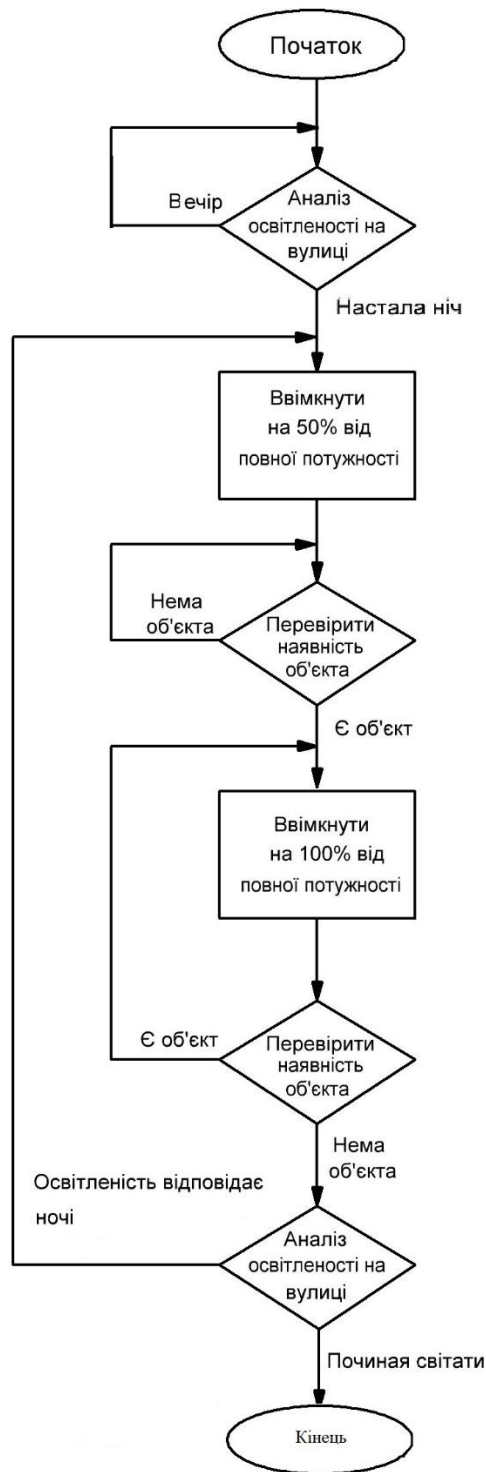 Початок
Аналіз
освітленості на
вулиці
Вечір
Настала ніч
Ввімкнути
на 50% від
повної потужності
Нема
об'єкта
Перевірити
наявність
об'єкта
Є об'єкт
Ввімкнути
на 100% від
повної потужності
Є об'єкт
Перевірити
наявність
об'єкта
Нема
об'єкта
Освітленість відповідає
ночі
Аналіз
освітленості на
вулиці
Починая світати
Кінець